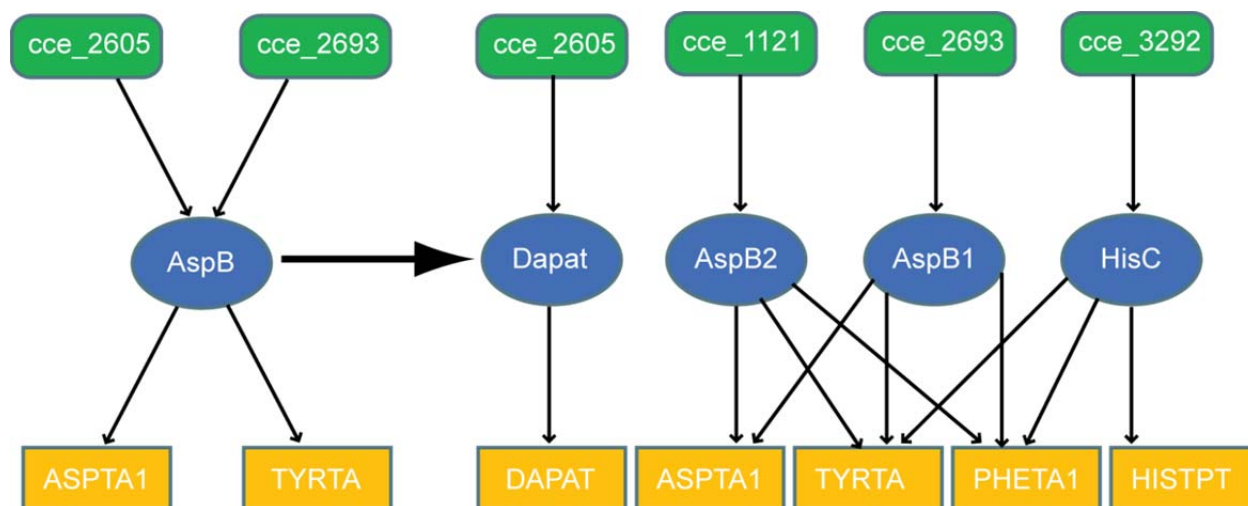 cce_2605
cce_2693
cce_2605
cce_1121
cce_2693
cce_3292
AspB
Dapat
AspB2
AspB1
HisC
ASPTA1
TYRTA
DAPAT
ASPTA1
TYRTA
PHETA1
HISTPT